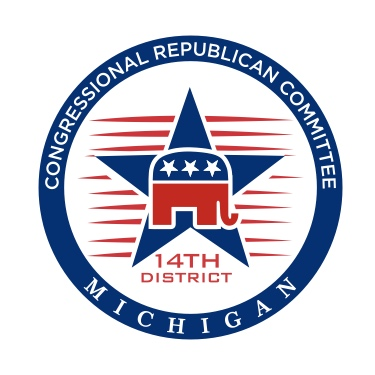 CONGRESSIONAL REPUBLICAN COMMITTEE
14TH
DISTRICT
MICHIGAN